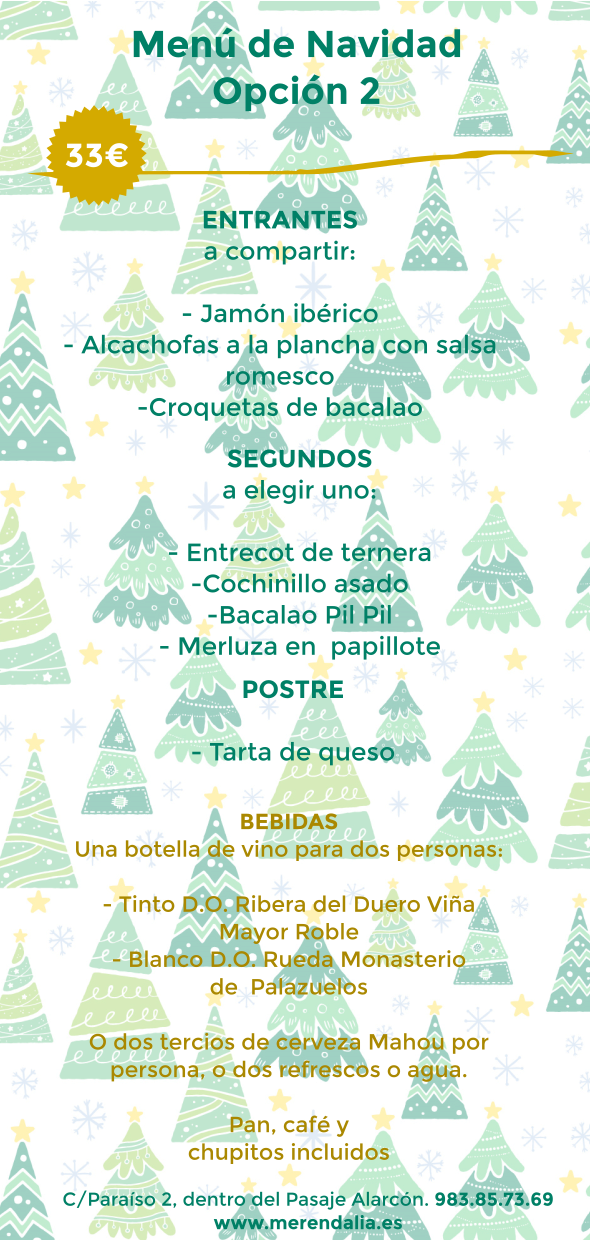 Menú de Navidad
Opción 2
33€
ENTRANTES
a compartir:
- Jamón ibérico
- Alcachofas a la plancha con salsa
romesco
-Croquetas de bacalao
SEGUNDOS
a elegir uno:
- Entrecot de ternera
-Cochinillo asado
-Bacalao Pil Pil
- Merluza en  papillote
POSTRE
- Tarta de queso
BEBIDAS
Una botella de vino para dos personas:
- Tinto D.O. Ribera del Duero Viña
Mayor Roble
- Blanco D.O. Rueda Monasterio
de  Palazuelos
O dos tercios de cerveza Mahou por
persona, o dos refrescos o agua.
Pan, café y
chupitos incluidos
C/Paraíso 2, dentro del Pasaje Alarcón. 983.85.73.69
www.merendalia.es